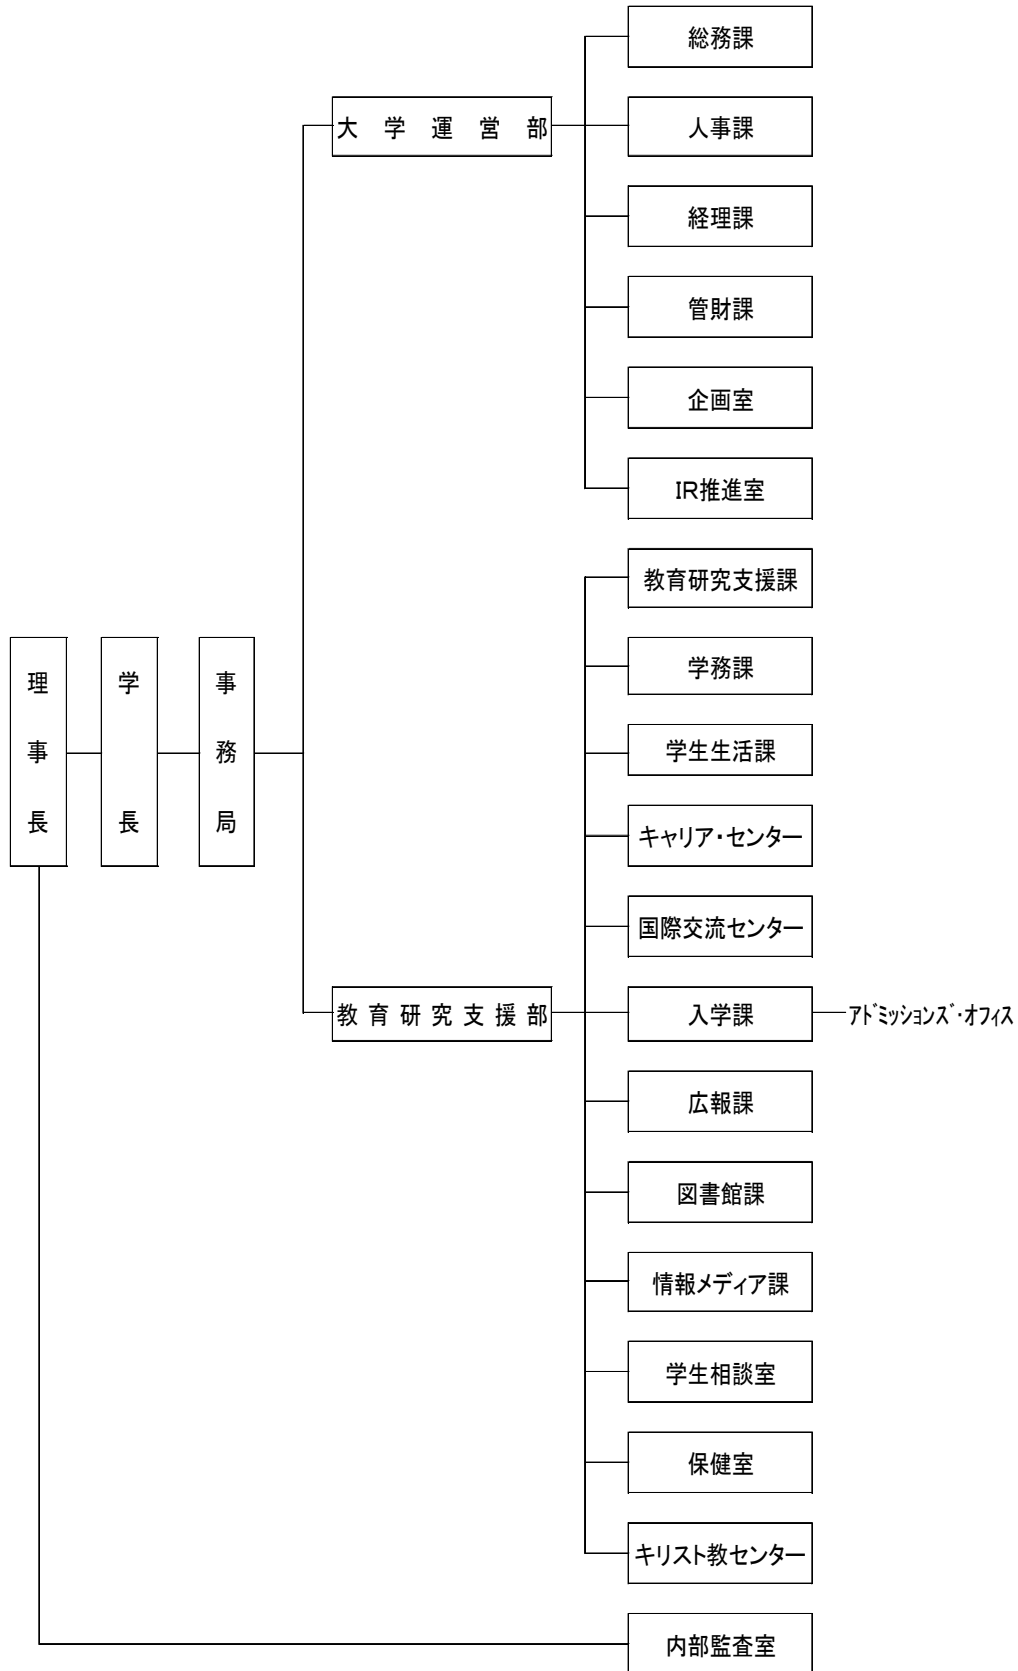 総務課
大学運営部
人事課
経理課
管財課
企画室
IR推進室
教育研究支援課
学務課
理事長
学長
事務局
学生生活課
キャリア・センター
国際交流センター
教育研究支援部
入学課
アドミッションズ・オフィス
広報課
図書館課
情報メディア課
学生相談室
保健室
キリスト教センター
内部監査室